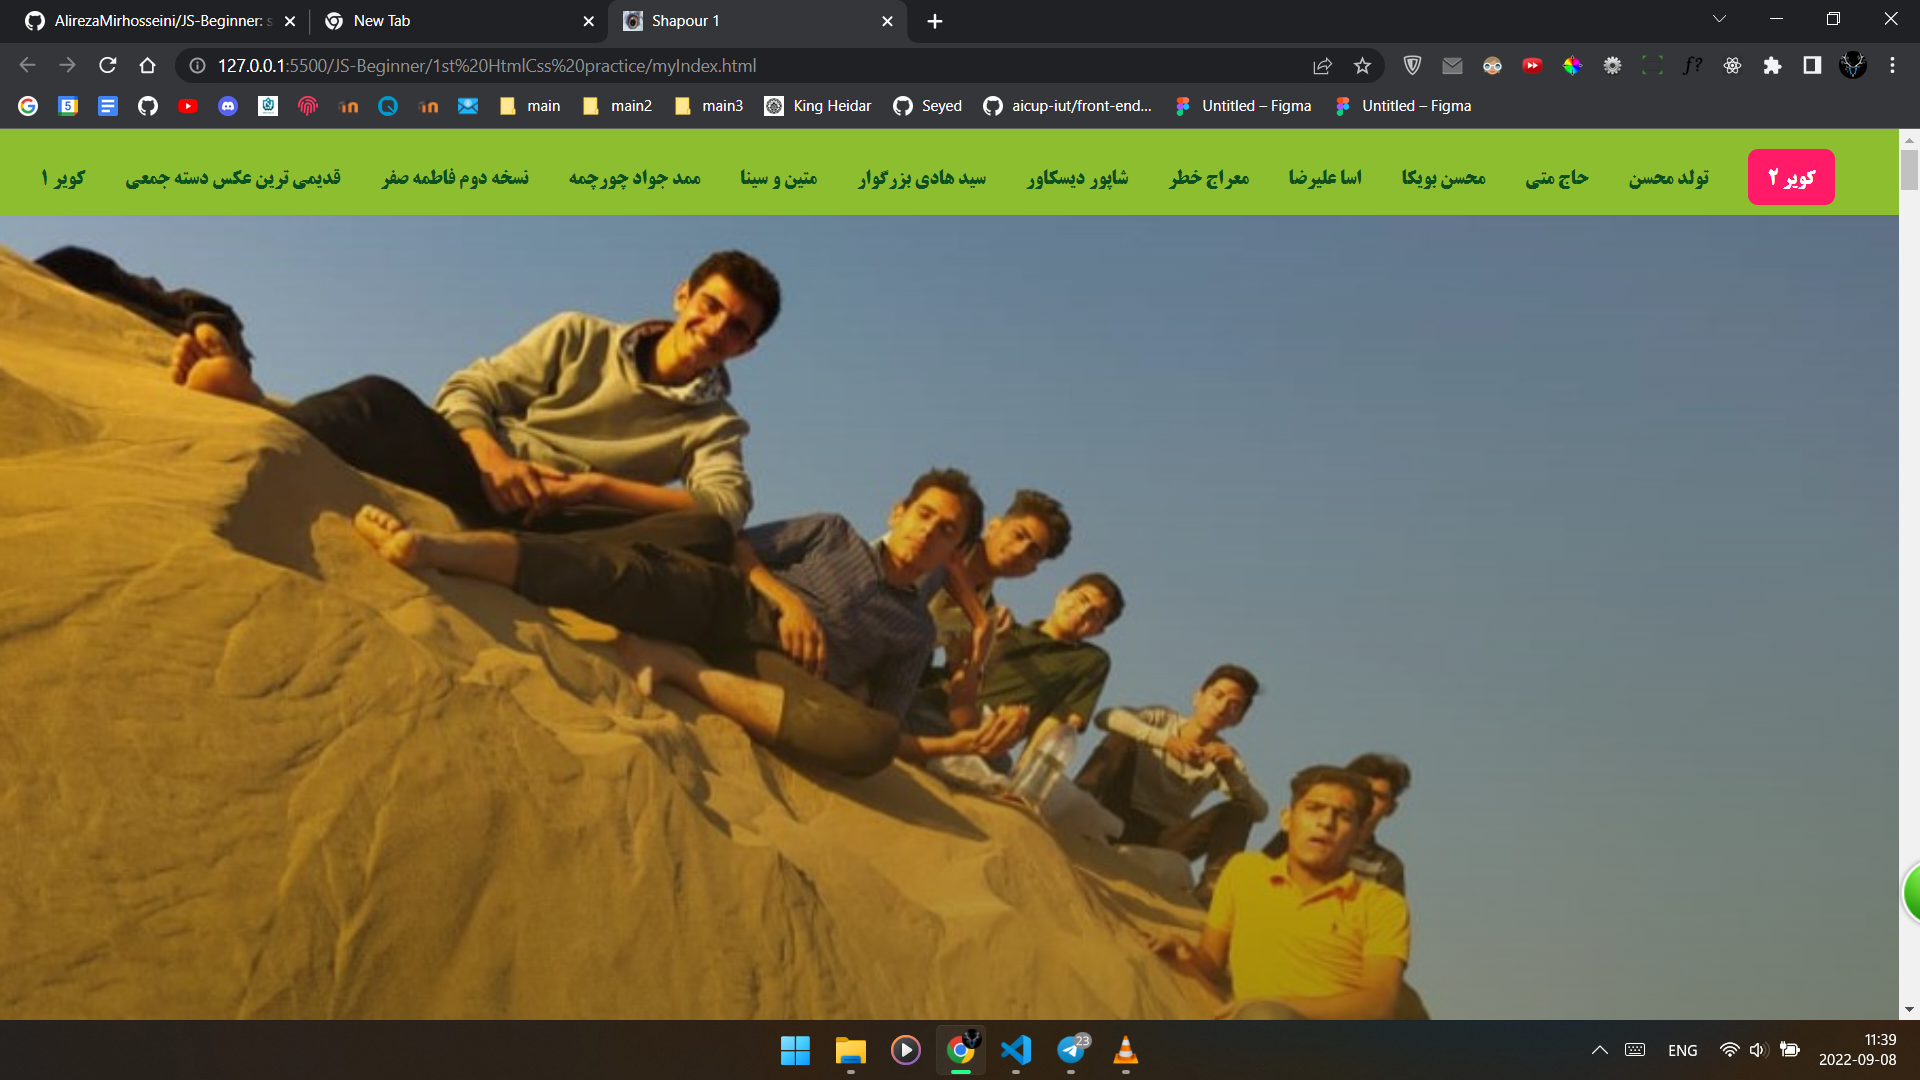 AlirezaMirhosseini/JS-Beginner: s
New Tab
Shapour 1
127.0.0.1:5500/JS-Beginner/1st%20HtmlCss%20practice/myIndex.html
main
main2
main3
King Heidar
Seyed
aicup-iut/front-end...
Untitled – Figma
Untitled – Figma
کویر ۲
تولد محسن
حاج متی
محسن بویکا
اسا علیرضا
معراج خطر
شاپور دیسکاور
سید هادی بزرگوار
متین و سینا
ممد جواد چورچمه
نسخه دوم فاطمه صفر
قدیمی ترین عکس دسته جمعی
کویر ۱
23
ENG
11:39
2022-09-08